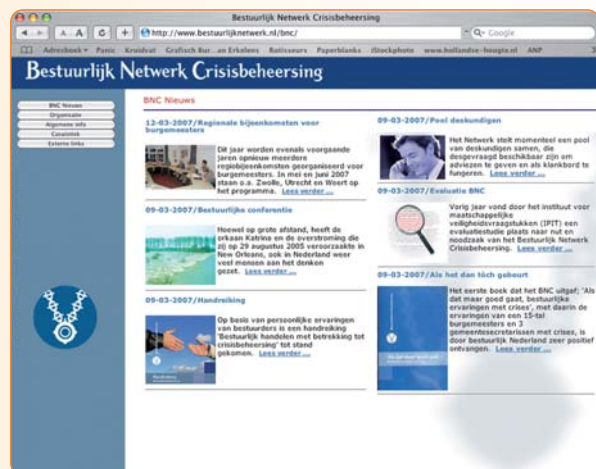 Bestuurlijk Netwerk Crisisbeheersing
http://www.bestuurlijknetwerk.nl/bnc/
Google
Adresboek Panic Kruidvat Grafisch Bur...an Erkelens Rotisseurs Paperblanks iStockphoto www.hollandse-hoogte.nl ANP
Bestuurlijk Netwerk Crisisbeheersing
BNC Nieuws
Organisatie
Algemene info
Casuïstiek
Externe links
BNC Nieuws
12-03-2007/Regionale bijeenkomsten voor
burgemeesters
Dit jaar worden evenals voorgaande
jaren opnieuw meerdere
regiobijeenkomsten georganiseerd voor
burgemeesters. In mei en juni 2007
staan o.a. Zwolle, Utrecht en Weert op
het programma. Lees verder ...
09-03-2007/Bestuurlijke conferentie
Hoewel op grote afstand, heeft de
orkaan Katrina en de overstroming die
zij op 29 augustus 2005 veroorzaakte in
New Orleans, ook in Nederland weer
veel mensen aan het denken
gezet. Lees verder ...
09-03-2007/Handreiking
Op basis van persoonlijke ervaringen
van bestuurders is een handreiking
'Bestuurlijk handelen met betrekking tot
crisisbeheersing' tot stand
gekomen. Lees verder ...
Handreiking
09-03-2007/Pool deskundigen
Het Netwerk stelt momenteel een pool
van deskundigen samen, die
desgevraagd beschikbaar zijn om
adviezen te geven en als klankbord te
fungeren. Lees verder ...
09-03-2007/Evaluatie BNC
Vorig jaar vond door het instituut voor
maatschappelijke
veiligheidsvraagstukken (IPIT) een
evaluatiestudie plaats naar nut en
noodzaak van het Bestuurlijk Netwerk
Crisisbeheersing. Lees verder ...
09-03-2007/Als het dan tóch gebeurt
Het eerste boek dat het BNC uitgaf; 'Als
dat maar goed gaat, bestuurlijke
ervaringen met crises', met daarin de
ervaringen van een 15-tal
burgemeesters en 3
gemeentesecretarissen met crises, is
door bestuurlijk Nederland zeer positief
ontvangen. Lees verder ...